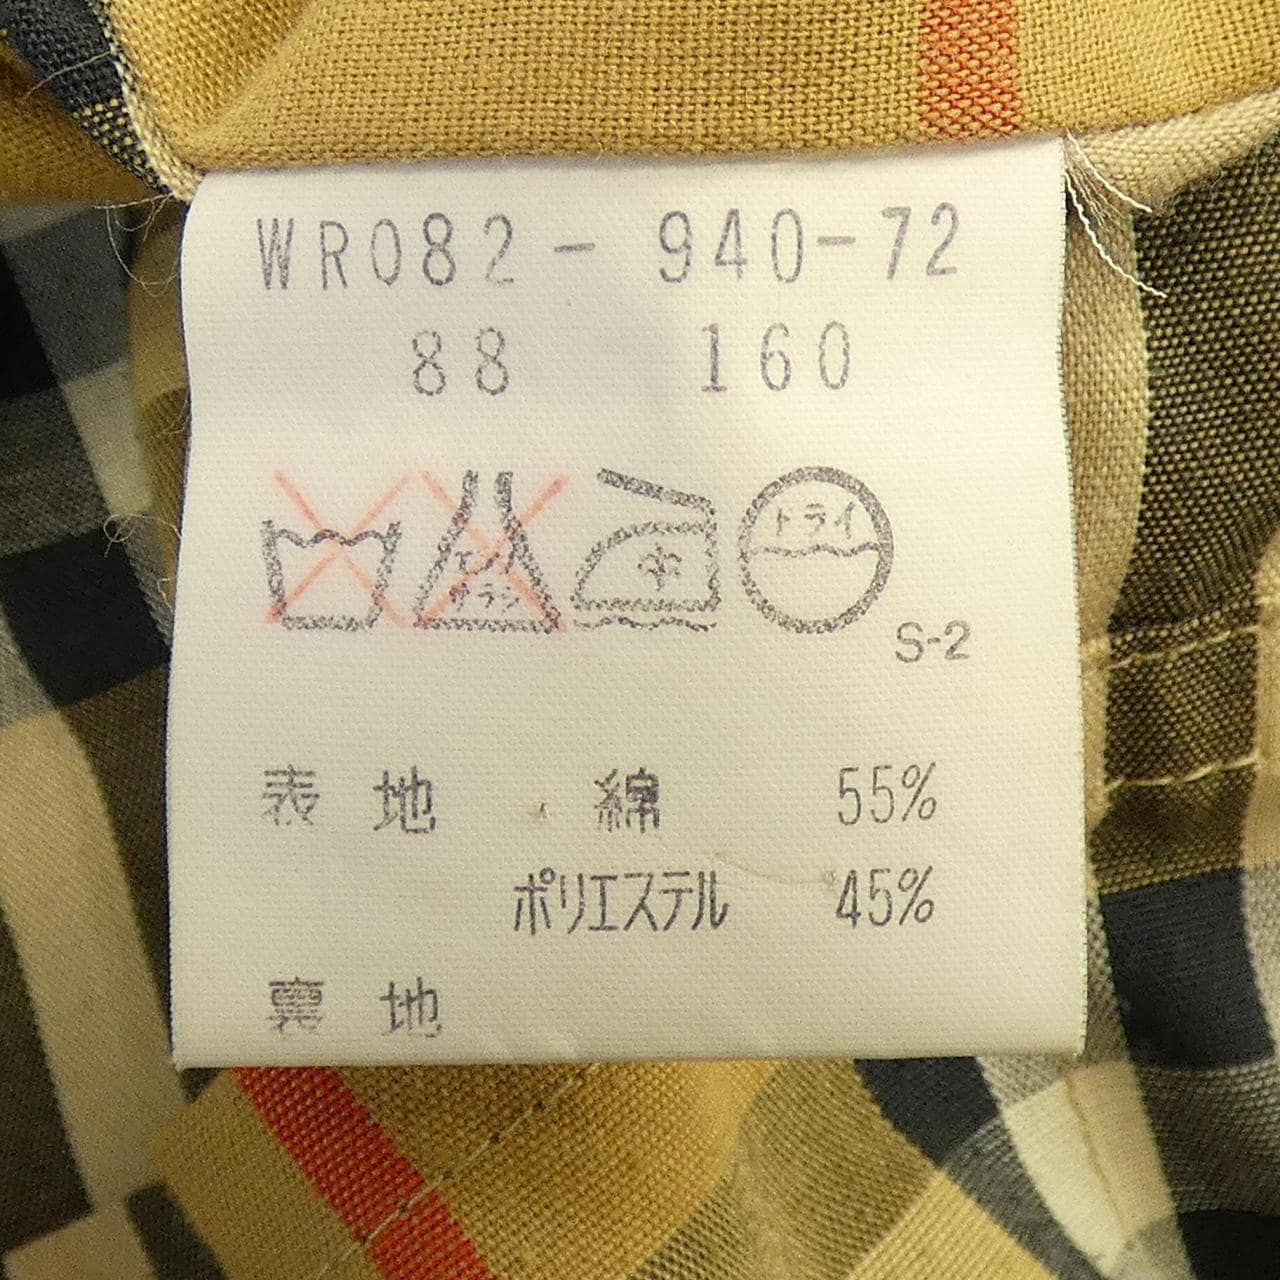 WR082 - 940-72
88 160
エンソ サラシ ドライ
S-2
表地 綿 55%
ポリエステル 45%
裏地